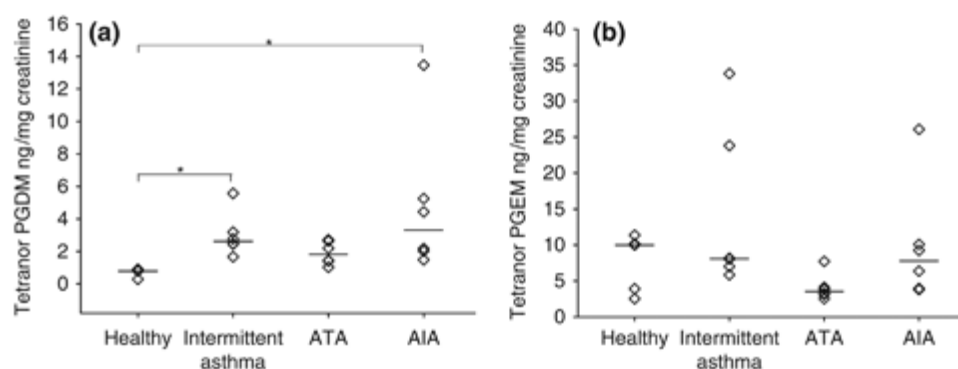 (a)
Tetranor PGDM ng/mg creatinine
16
14
12
10
8
6
4
2
0
*
*
Healthy
Intermittent
asthma
ATA
AIA
(b)
Tetranor PGEM ng/mg creatinine
40
35
30
25
20
15
10
5
0
Healthy
Intermittent
asthma
ATA
AIA